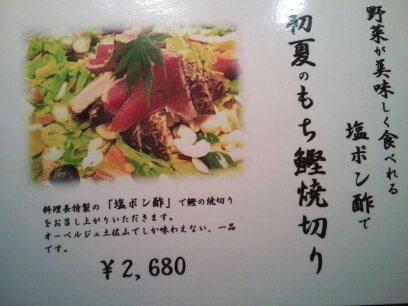 野菜が美味しく食べれる
塩ポン酢で
初夏のもち鰹焼切り
料理長特製の「塩ポン酢」で鰹の焼切り
をお召し上がりいただきます。
オーベルジュ土佐山でしか味わえない、一品
です。
￥2,680